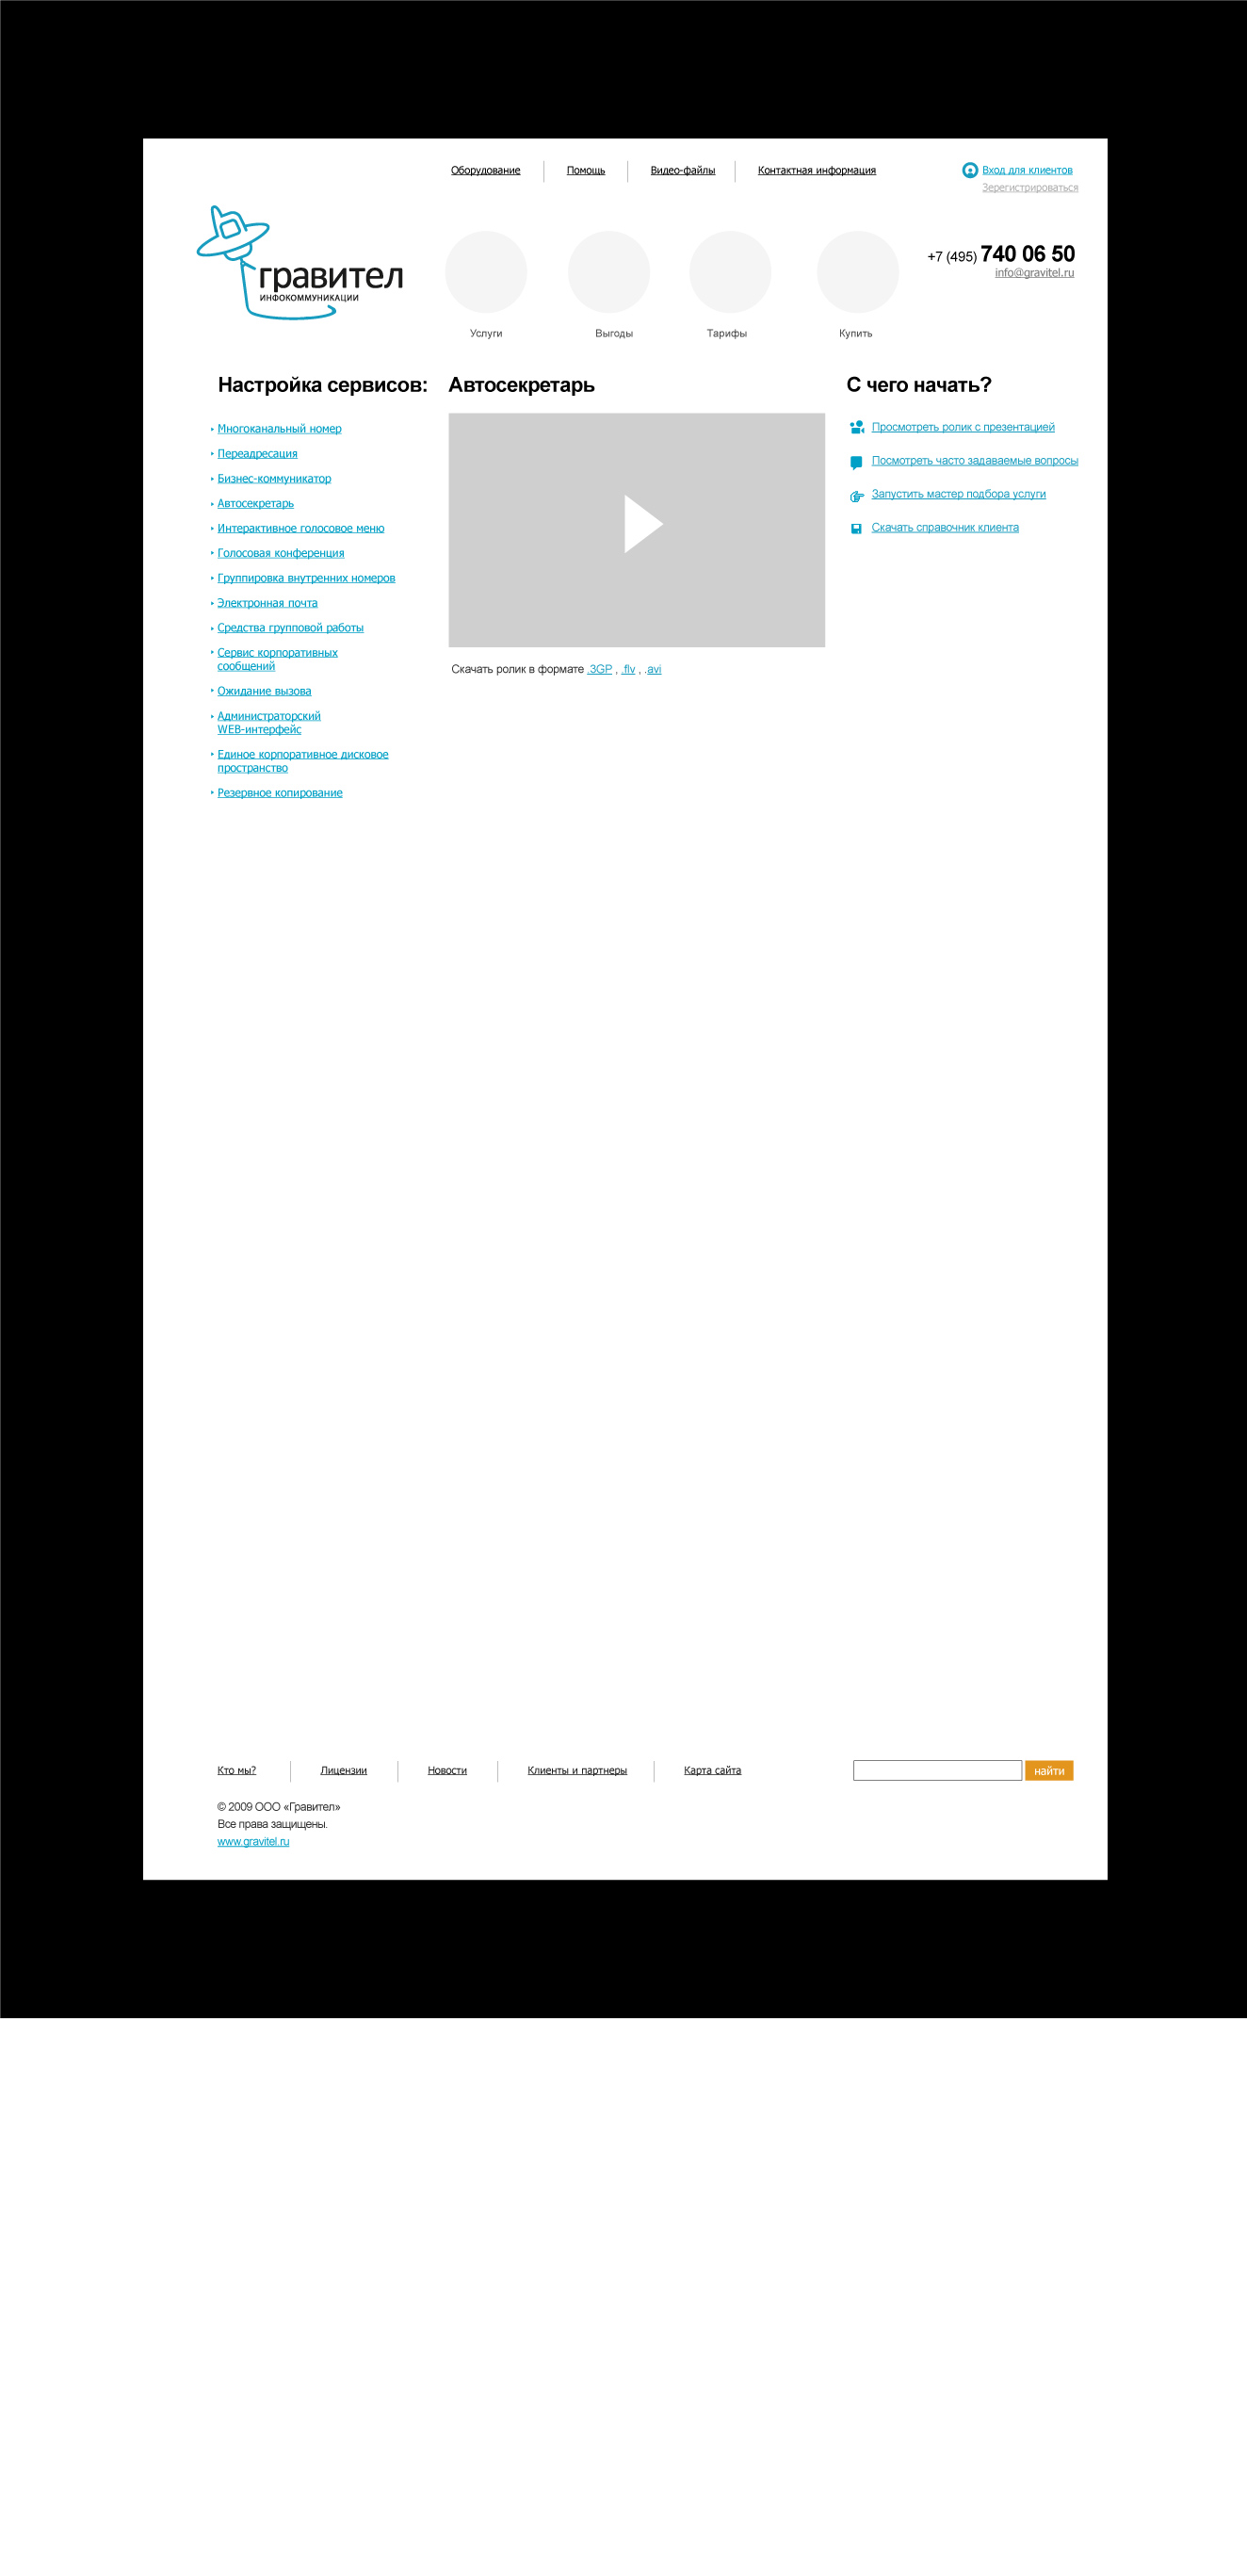 Оборудование
Помощь
Видео-файлы
Контактная информация
Вход для клиентов
Зерегистрироваться
гравител
ИНФОКОММУНИКАЦИИ
+7 (495) 740 06 50
info@gravitel.ru
Услуги
Выгоды
Тарифы
Купить
Настройка сервисов:
Многоканальный номер
Переадресация
Бизнес-коммуникатор
Автосекретарь
Интерактивное голосовое меню
Голосовая конференция
Группировка внутренних номеров
Электронная почта
Средства групповой работы
Сервис корпоративных
сообщений
Ожидание вызова
Администраторский
WEB-интерфейс
Единое корпоративное дисковое
пространство
Резервное копирование
Автосекретарь
Скачать ролик в формате .3GP , .flv , .avi
С чего начать?
Просмотреть ролик с презентацией
Посмотреть часто задаваемые вопросы
Запустить мастер подбора услуги
Скачать справочник клиента
Кто мы?
Лицензии
Новости
Клиенты и партнеры
Карта сайта
найти
© 2009 ООО «Гравител»
Все права защищены.
www.gravitel.ru